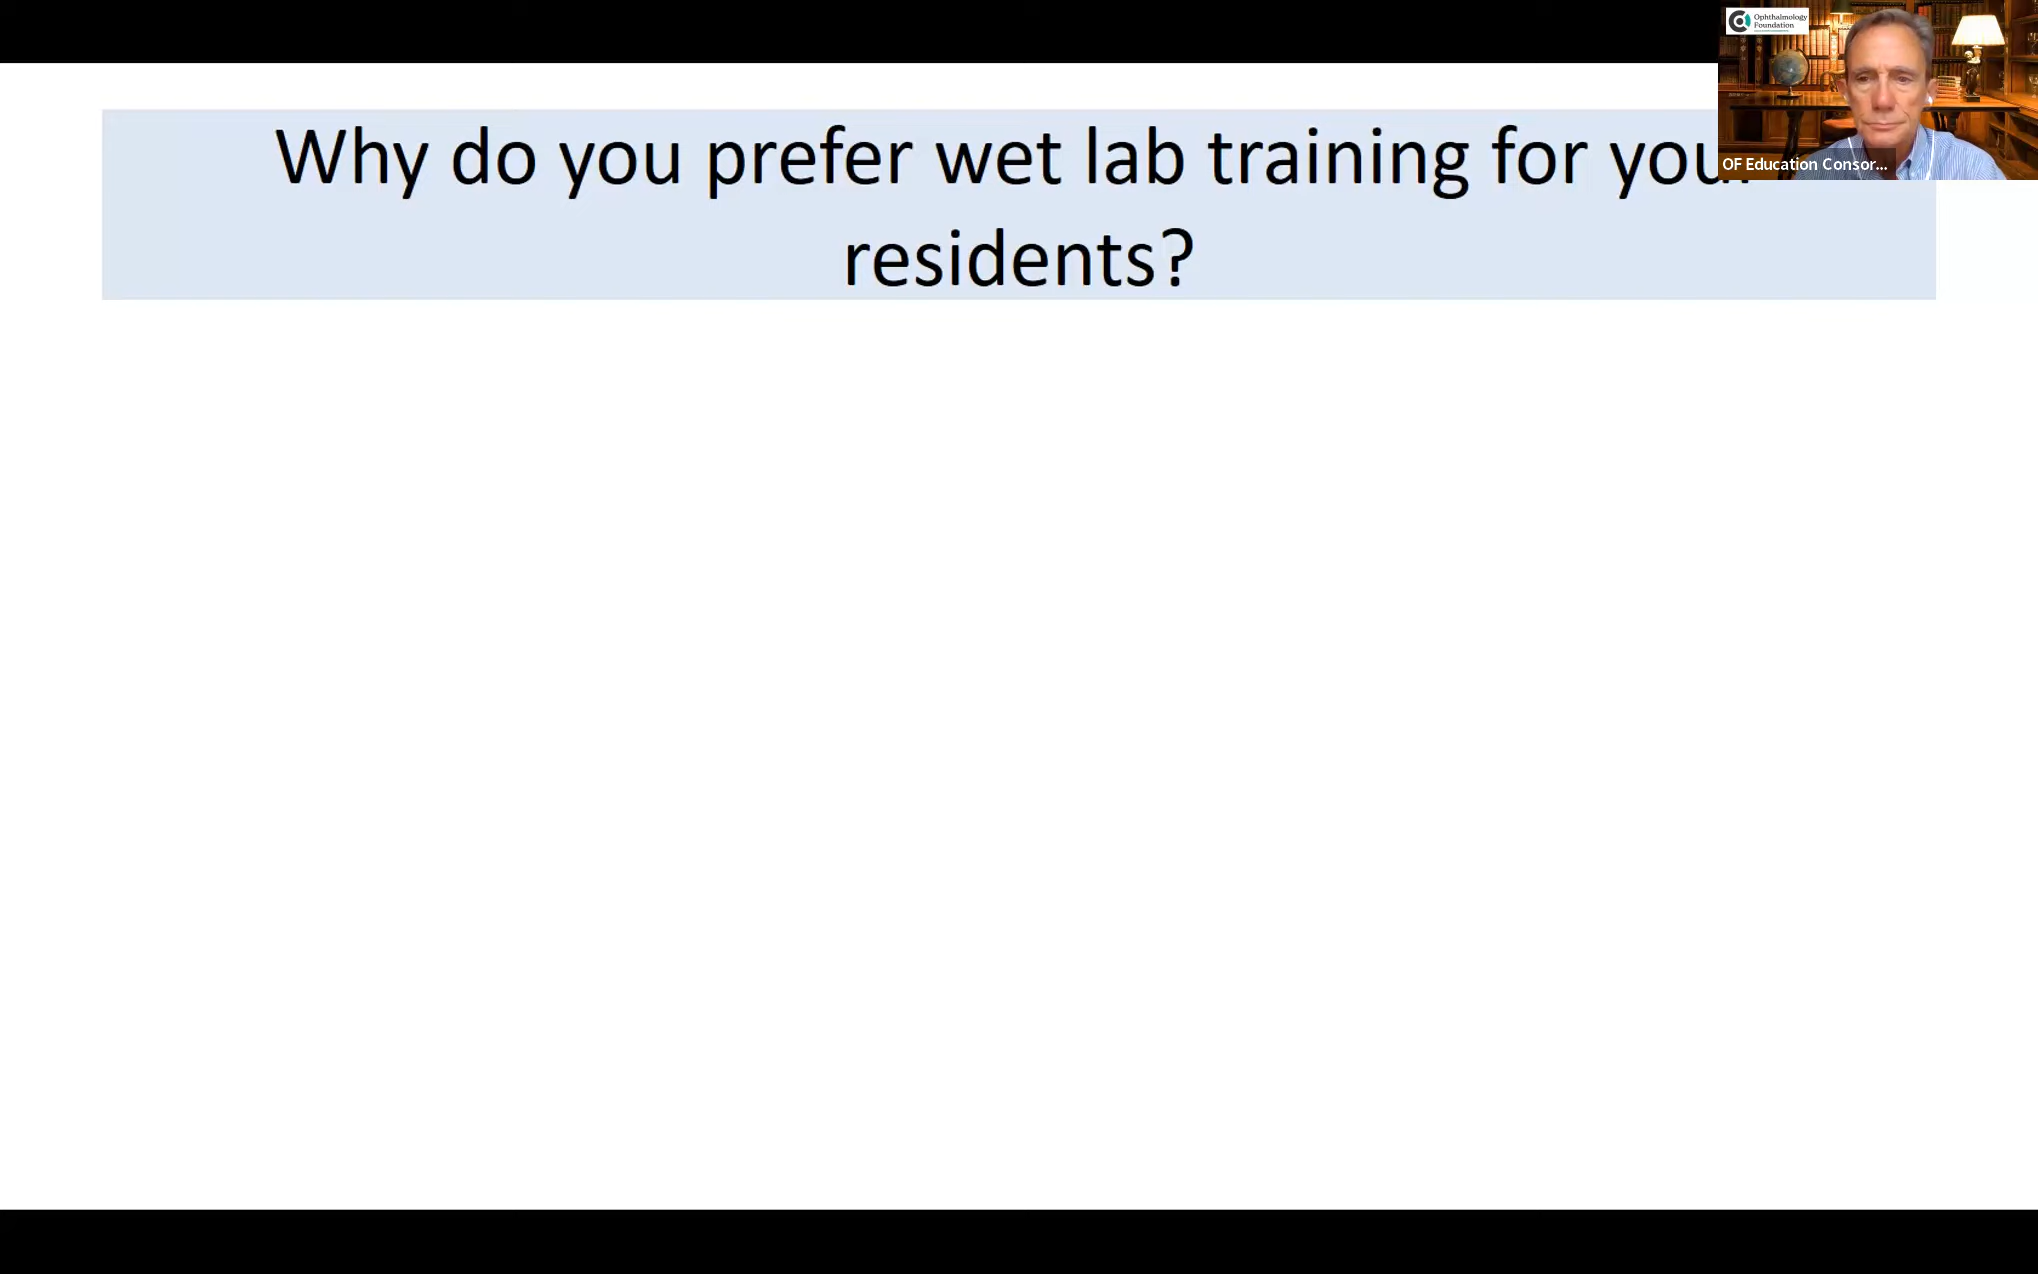 Ophthalmology
Foundation
OF Education Consor...
Why do you prefer wet lab training for your
residents?